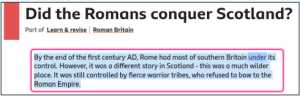 Did the Romans conquer Scotland?
Part of Learn & revise | Roman Britain
By the end of the first century AD, Rome had most of southern Britain under its
control. However, it was a different story in Scotland - this was a much wilder
place. It was still controlled by fierce warrior tribes, who refused to bow to the
Roman Empire.